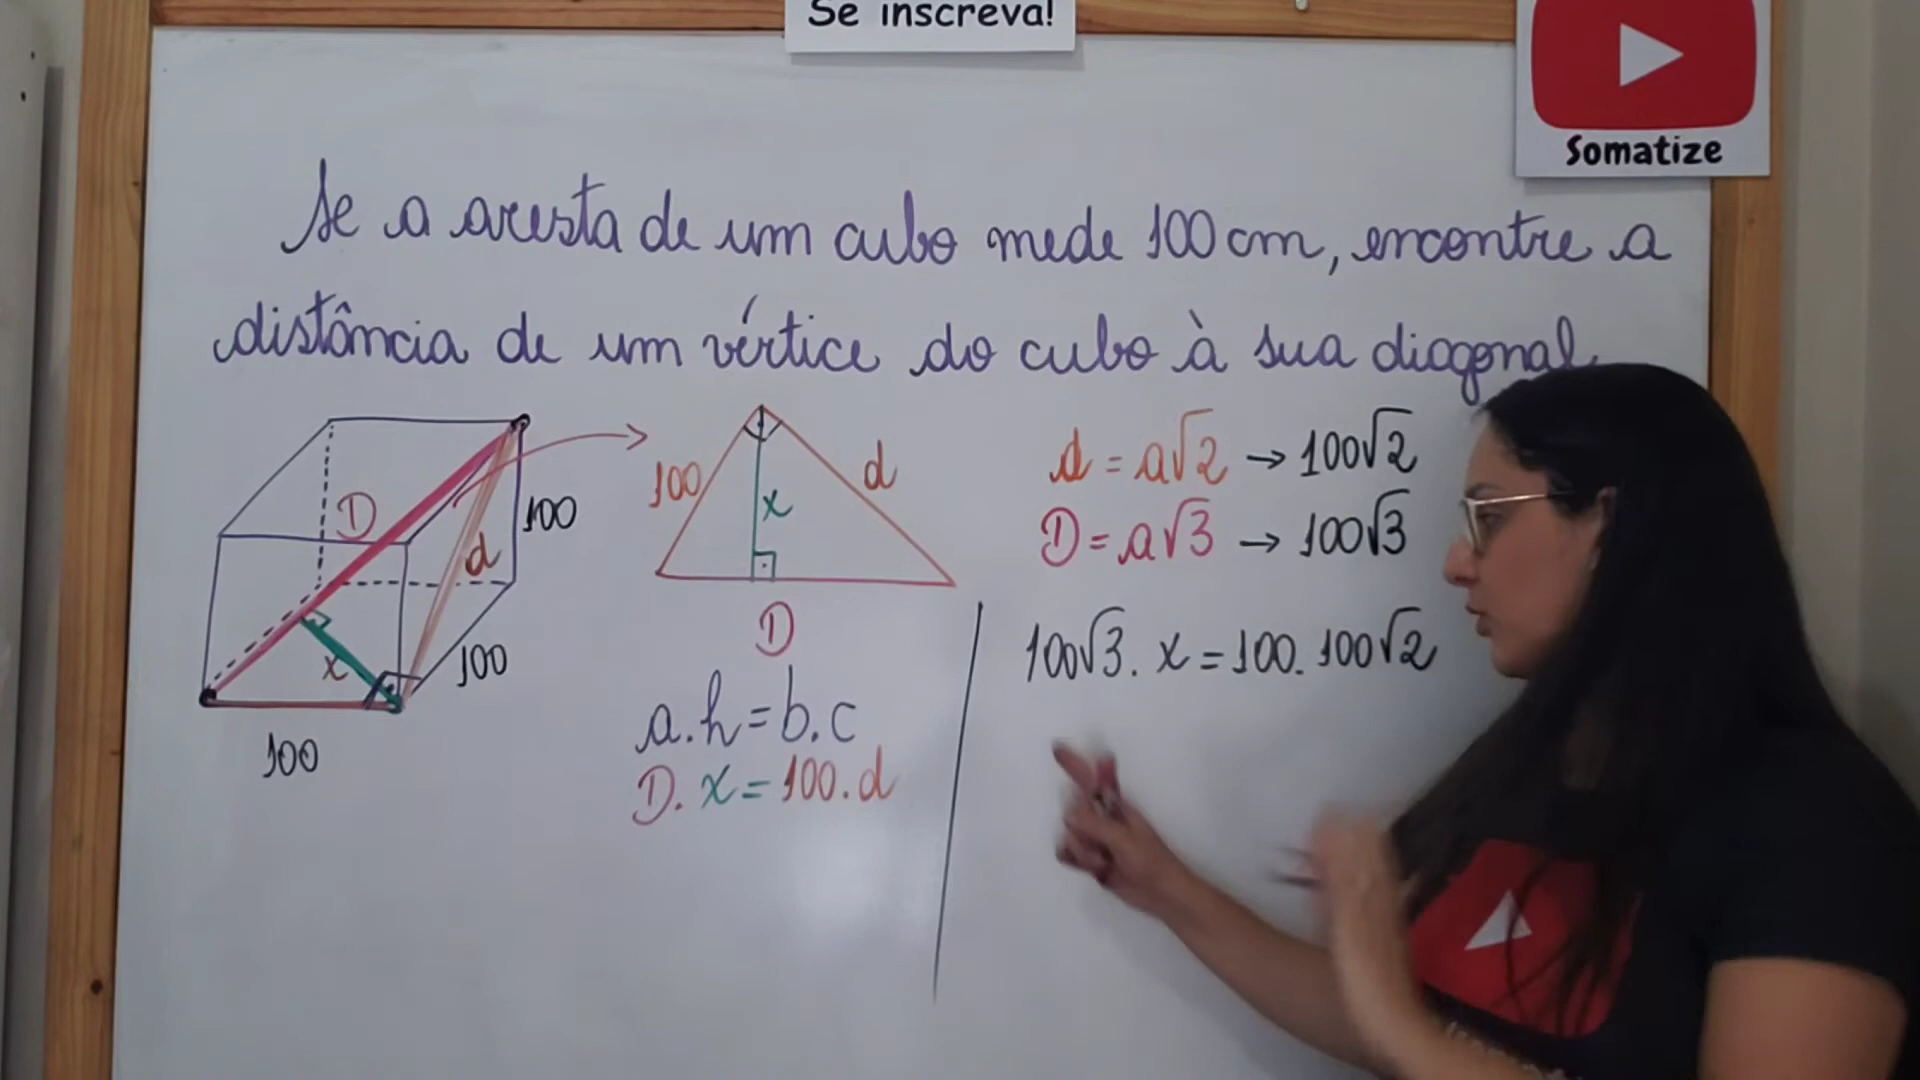 Se inscreva!
Somatize
Se a aresta de um cubo mede 100 cm, encontre a
distância de um vértice do cubo à sua diagonal.
D
100
d
x
100
100
100
x
d
D
a.h=b.c
D.x=100.d
d=a√2→100√2
D=a√3→100√3
100√3.x=100.100√2